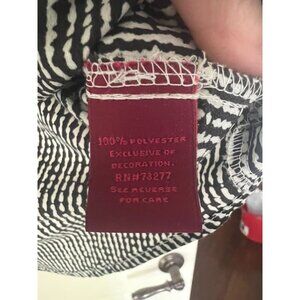 100% POLYESTER
EXCLUSIVE OF
DECORATION.
RN#73277
SEE REVERSE
FOR CARE